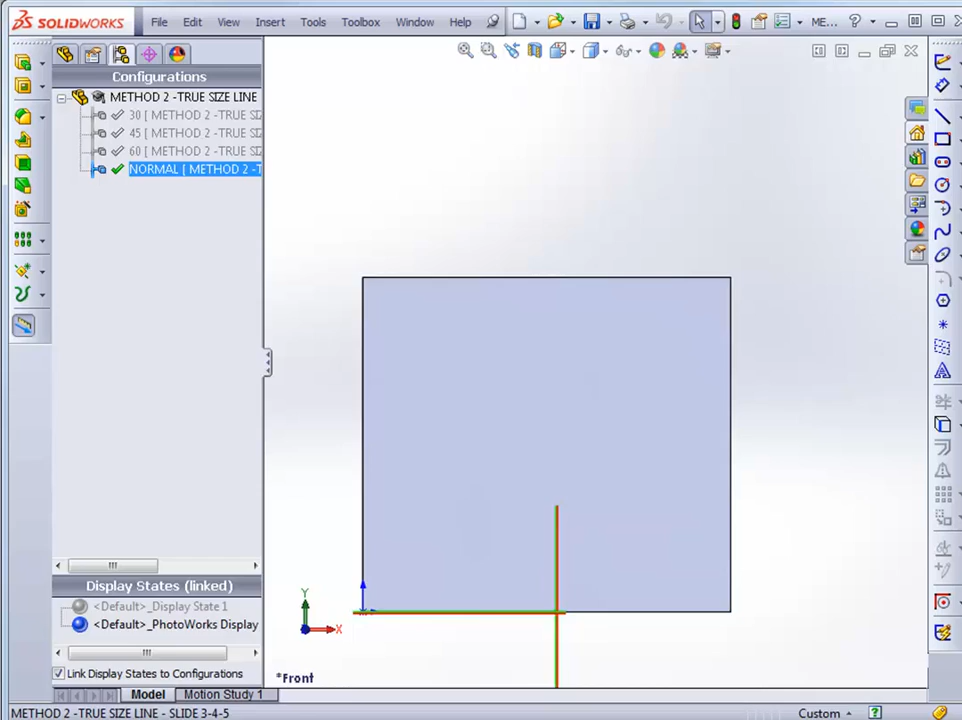 SOLIDWORKS File Edit View Insert Tools Toolbox Window Help ME...
Configurations
METHOD 2 -TRUE SIZE LINE
30 [ METHOD 2 -TRUE SI
45 [ METHOD 2 -TRUE SI
60 [ METHOD 2 -TRUE SI
NORMAL [ METHOD 2 -T
Display States (linked)
<Default>_Display State 1
<Default>_PhotoWorks Display
Link Display States to Configurations
Y
X
*Front
Model Motion Study 1
METHOD 2 -TRUE SIZE LINE - SLIDE 3-4-5 Custom